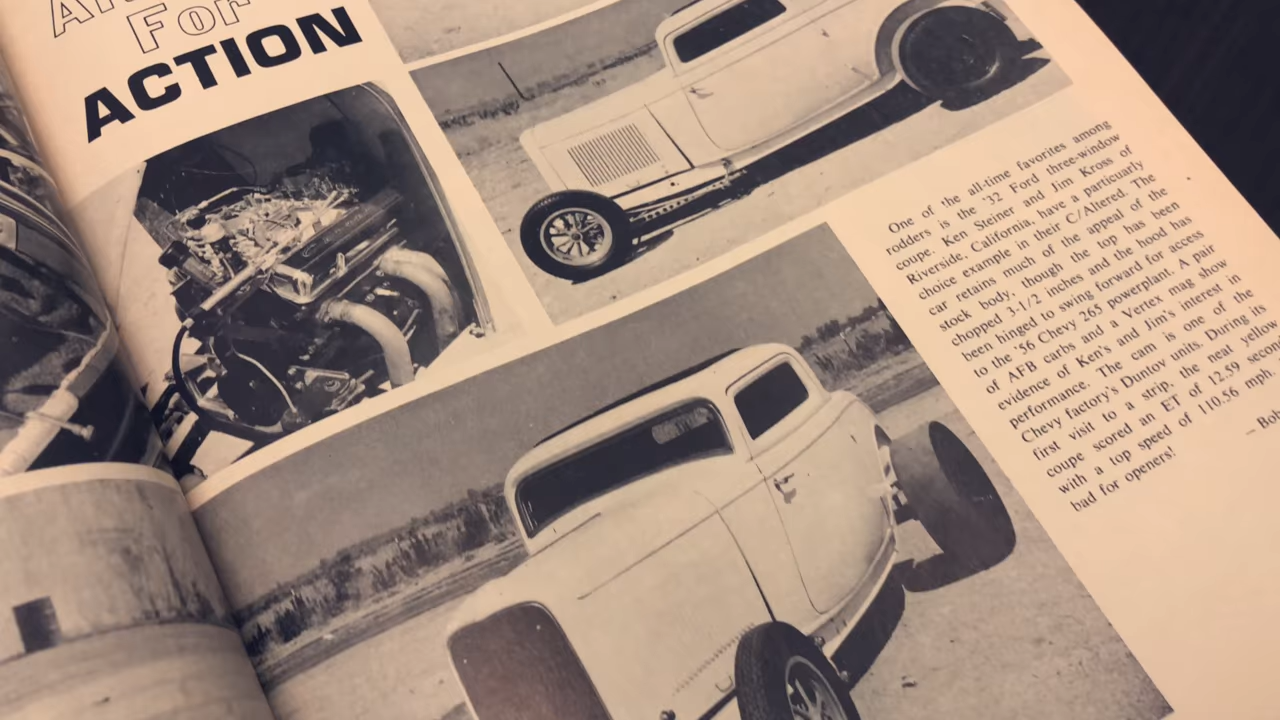 For
ACTION
One of the all-time favorites among
rodders is the '32 Ford three-window
coupe. Ken Steiner and Jim Kross of
Riverside, California, have a particuarly
choice example in their C/Altered. The
car retains much of the appeal of the
stock body, though the top has been
chopped 3-1/2 inches and the hood has
been hinged to swing forward for access
to the '56 Chevy 265 powerplant. A pair
of AFB carbs and a Vertex mag show
evidence of Ken's and Jim's interest in
performance. The cam is one of the
Chevy factory's Duntov units. During its
first visit to a strip, the neat yellow
coupe scored an ET of 12.59 seconds
with a top speed of 110.56 mph.
bad for openers!
— Bob